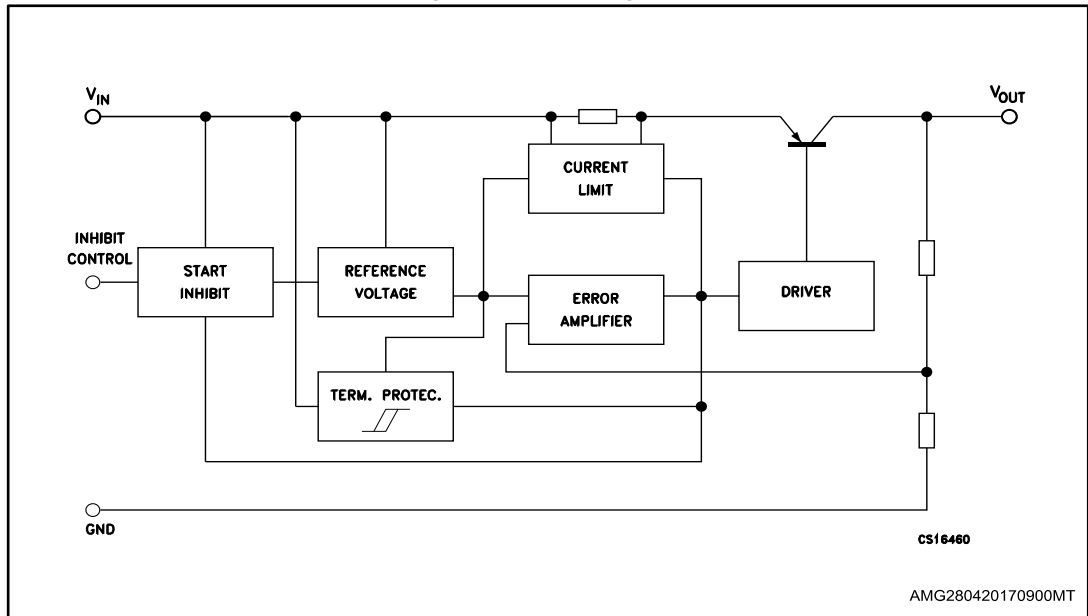 VIN
VOUT
CURRENT
LIMIT
INHIBIT
CONTROL
START
INHIBIT
REFERENCE
VOLTAGE
ERROR
AMPLIFIER
DRIVER
TERM. PROTEC.
GND
CS16460
AMG280420170900MT